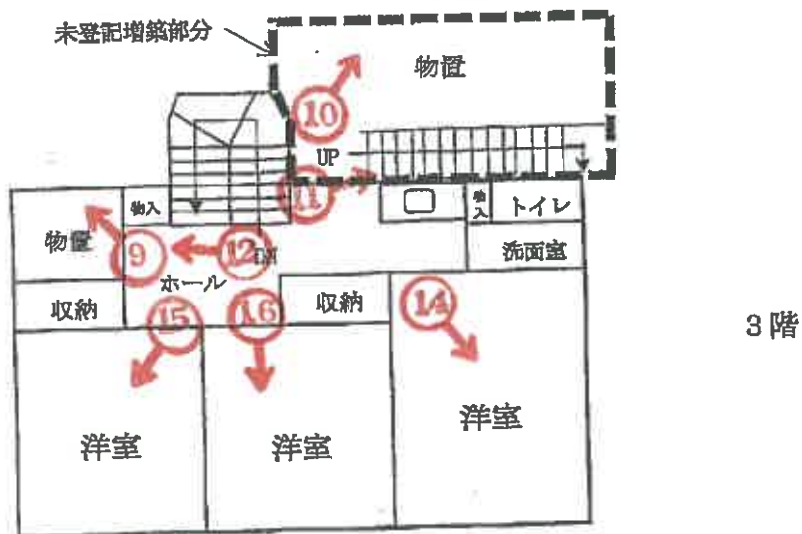 未登記増築部分
物置
⑩
UP
⑪
物入
物入
トイレ
物置
⑨
⑫
洗面室
ホール
収納
⑮
⑯
収納
⑭
3階
洋室
洋室
洋室